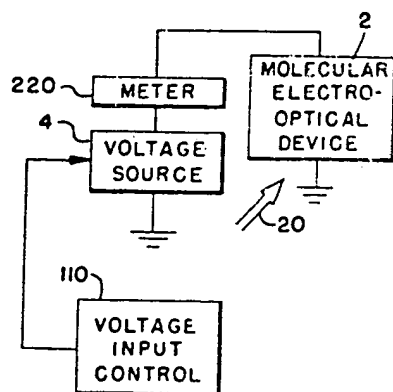 2
MOLECULAR
ELECTRO-
OPTICAL
DEVICE
220
METER
4
VOLTAGE
SOURCE
20
110
VOLTAGE
INPUT
CONTROL